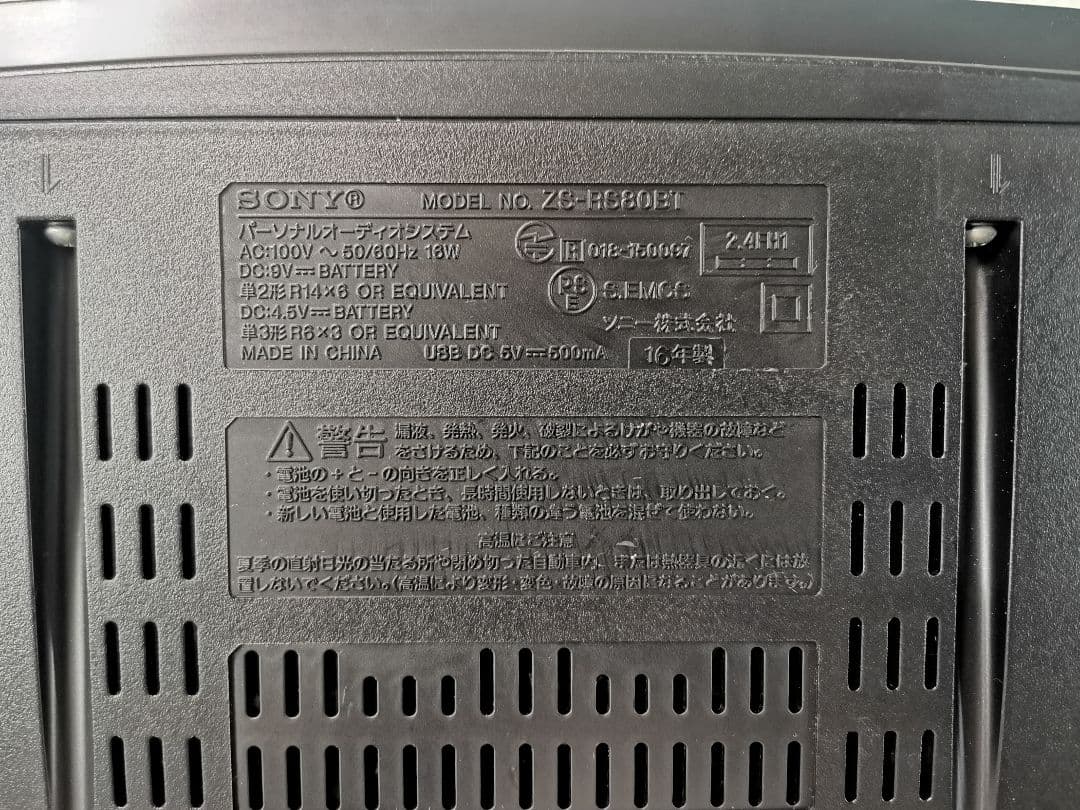 SONY® MODEL NO. ZS-RS80BT
パーソナルオーディオシステム
AC:100V ～ 50/60Hz 16W
DC:9V⎓BATTERY
単2形 R14×6 OR EQUIVALENT
DC:4.5V⎓BATTERY
単3形 R6×3 OR EQUIVALENT
MADE IN CHINA USB DC 5V⎓500mA
R 018-150097
2.4FH1
PS
E S.EMCS
ソニー株式会社
16年製
警告 漏液、発熱、発火、破裂によるけがや機器の故障など
をさけるため、下記のことを必ずお守りください。
・電池の＋と－の向きを正しく入れる。
・電池を使い切ったとき、長時間使用しないときは、取り出しておく。
・新しい電池と使用した電池、種類の違う電池を混ぜて使わない。
高温にご注意
夏季の直射日光の当たる所や閉め切った自動車内、または熱器具の近くには放
置しないでください。(高温により変形・変色・故障の原因になることがあります。)